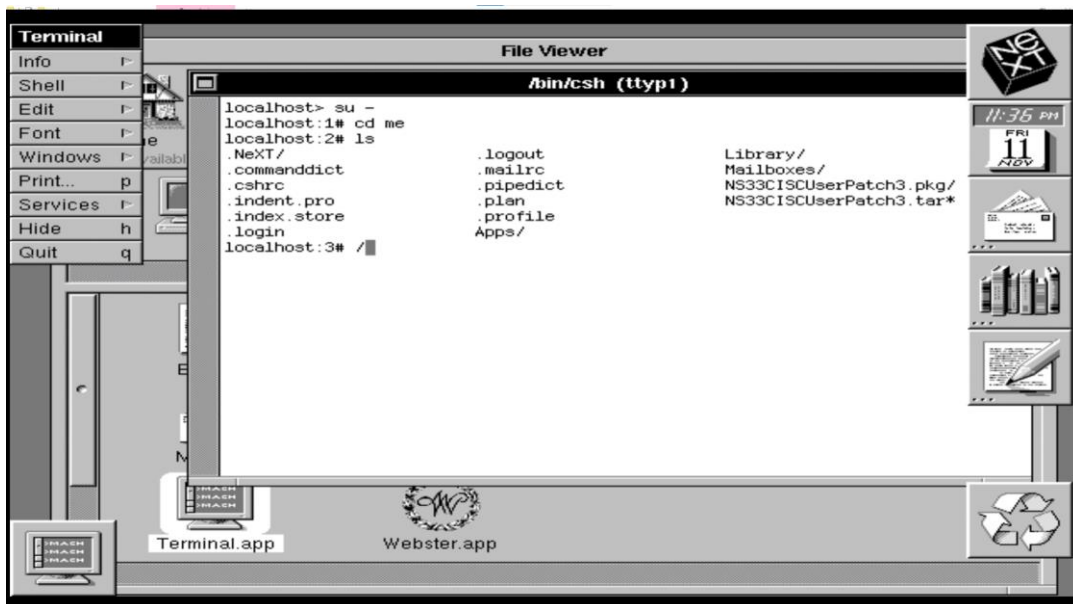 Terminal
Info
Shell
Edit
Font
Windows
Print... p
Services
Hide h
Quit q
File Viewer
/bin/csh (ttyp1)
localhost> su -
localhost:1# cd me
localhost:2# ls
.NeXT/ .logout Library/
.commanddict .mailrc Mailboxes/
.cshrc .pipedict NS33CISCUserPatch3.pkg/
.indent.pro .plan NS33CISCUserPatch3.tar*
.index.store .profile
.login Apps/
localhost:3# /
NeXT
11:36 PM
FRI
11
NOV
Terminal.app
Webster.app